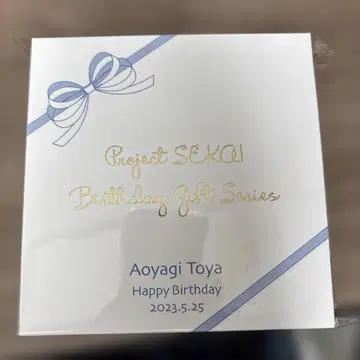 Project SEKAI
Birthday Gift Series
Aoyagi Toya
Happy Birthday
2023.5.25